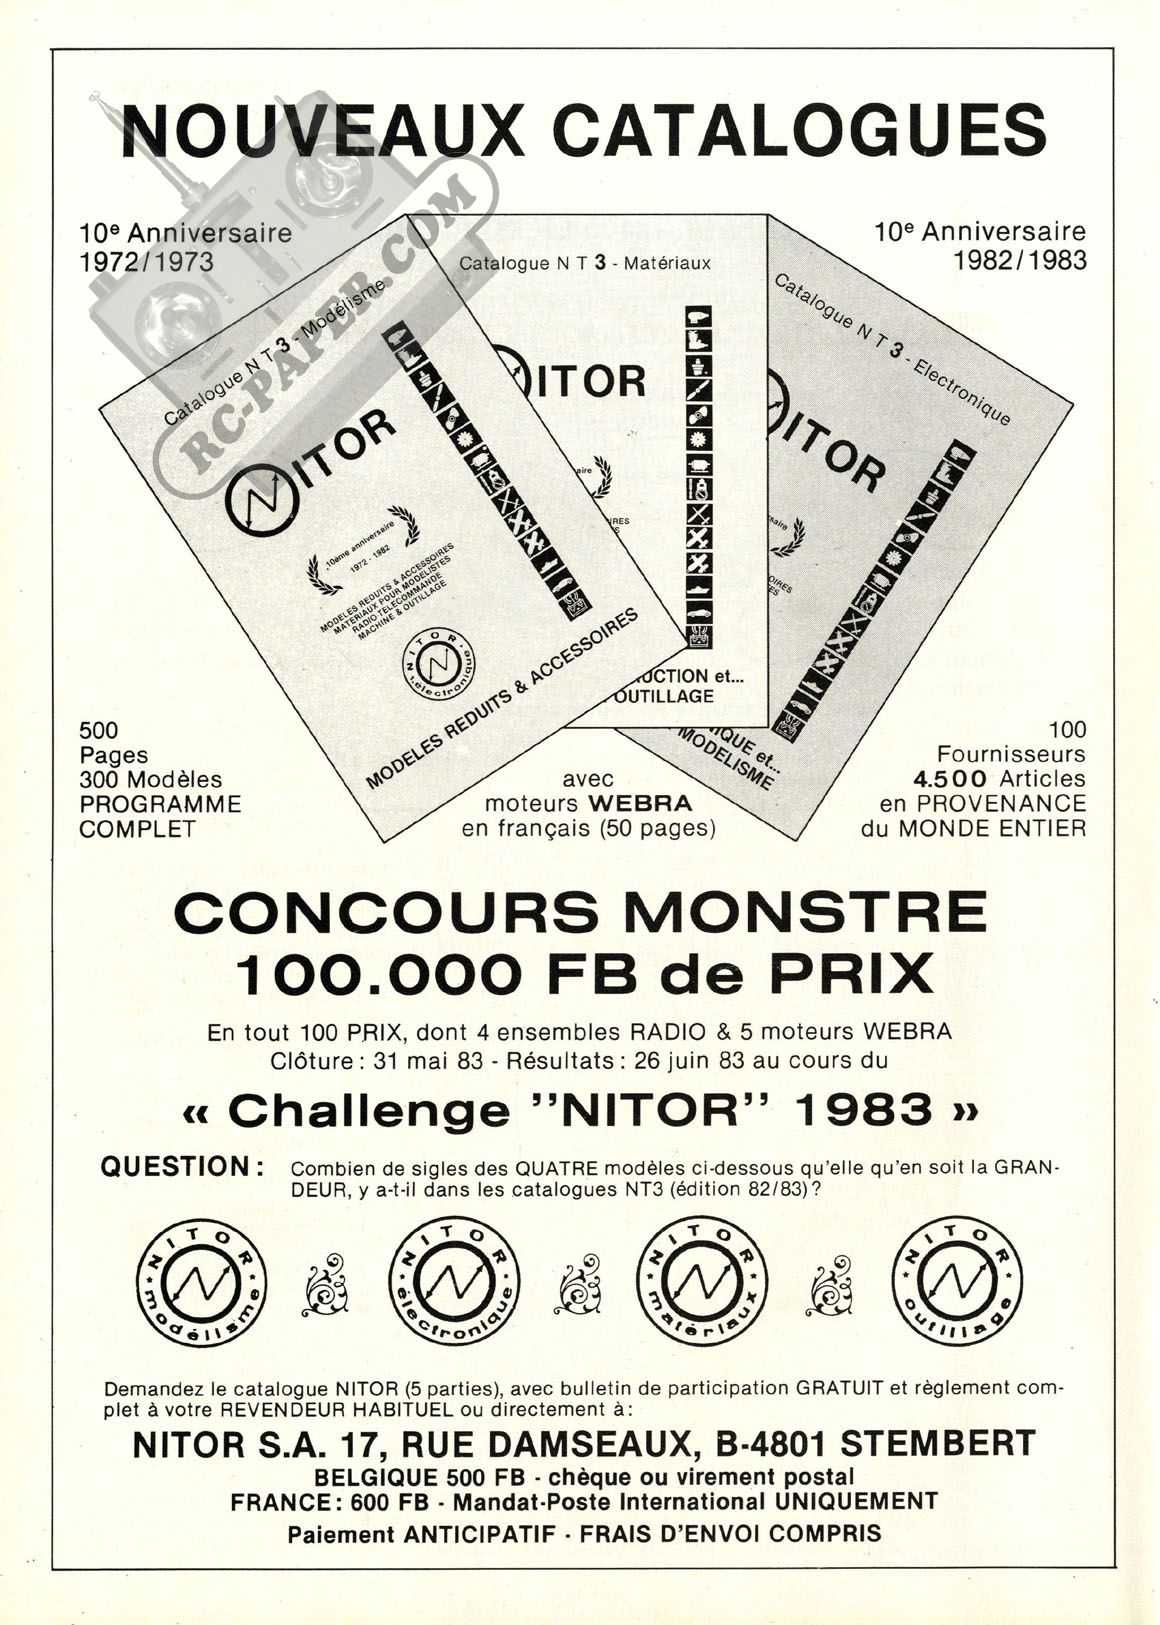 NOUVEAUX CATALOGUES
10e Anniversaire
1972/1973
10e Anniversaire
1982/1983
RC-PAPER.COM
Catalogue N T 3 - Modélisme
NITOR
10ème anniversaire
1972 - 1982
MODELES REDUITS & ACCESSOIRES
MATERIAUX POUR MODELISTES
RADIO TELECOMMANDE
MACHINE & OUTILLAGE
NITOR
électronique
MODELES REDUITS & ACCESSOIRES
Catalogue N T 3 - Matériaux
NITOR
aire
IRES
UCTION et...
OUTILLAGE
Catalogue N T 3 - Electronique
NITOR
saire
OIRES
ES
IQUE et...
MODELISME
500
Pages
300 Modèles
PROGRAMME
COMPLET
avec
moteurs WEBRA
en français (50 pages)
100
Fournisseurs
4.500 Articles
en PROVENANCE
du MONDE ENTIER
CONCOURS MONSTRE
100.000 FB de PRIX
En tout 100 PRIX, dont 4 ensembles RADIO & 5 moteurs WEBRA
Clôture : 31 mai 83 - Résultats : 26 juin 83 au cours du
« Challenge "NITOR" 1983 »
QUESTION : Combien de sigles des QUATRE modèles ci-dessous qu'elle qu'en soit la GRAN-
DEUR, y a-t-il dans les catalogues NT3 (édition 82/83) ?
NITOR modélisme
NITOR électronique
NITOR matériaux
NITOR outillage
Demandez le catalogue NITOR (5 parties), avec bulletin de participation GRATUIT et règlement com-
plet à votre REVENDEUR HABITUEL ou directement à :
NITOR S.A. 17, RUE DAMSEAUX, B-4801 STEMBERT
BELGIQUE 500 FB - chèque ou virement postal
FRANCE : 600 FB - Mandat-Poste International UNIQUEMENT
Paiement ANTICIPATIF - FRAIS D'ENVOI COMPRIS